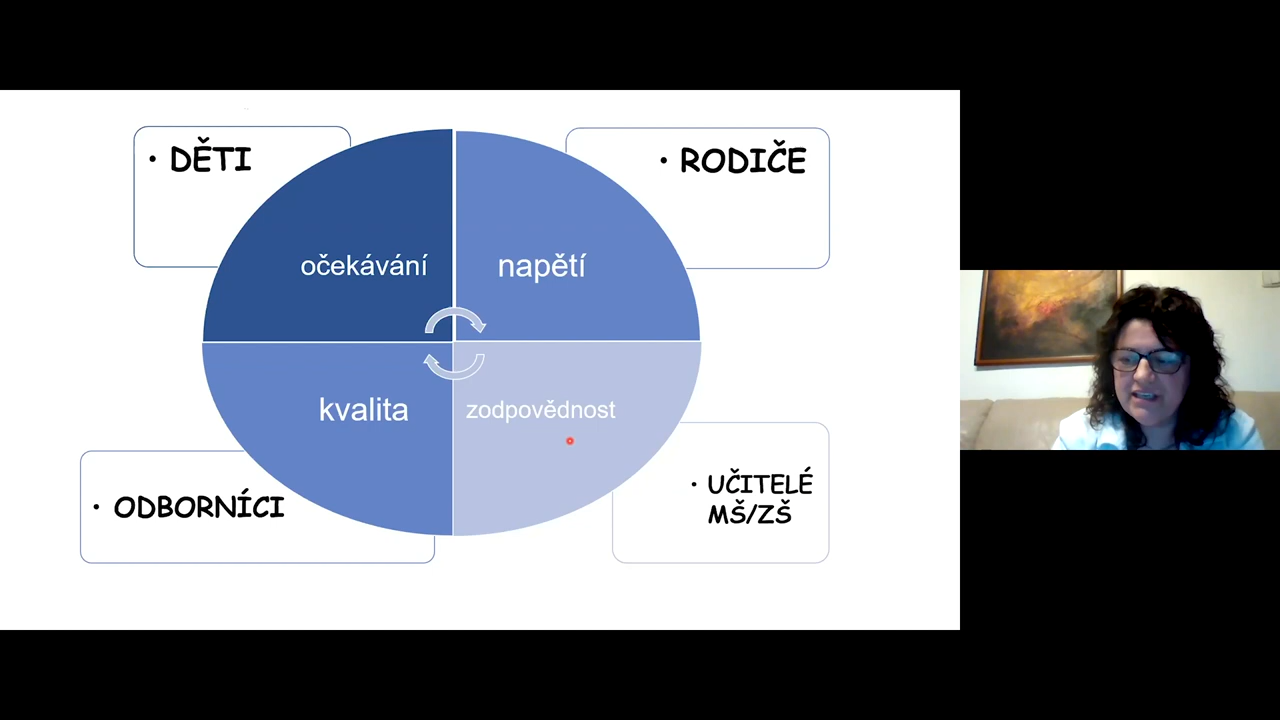 • DĚTI
• RODIČE
očekávání
napětí
kvalita
zodpovědnost
• ODBORNÍCI
• UČITELÉ
MŠ/ZŠ